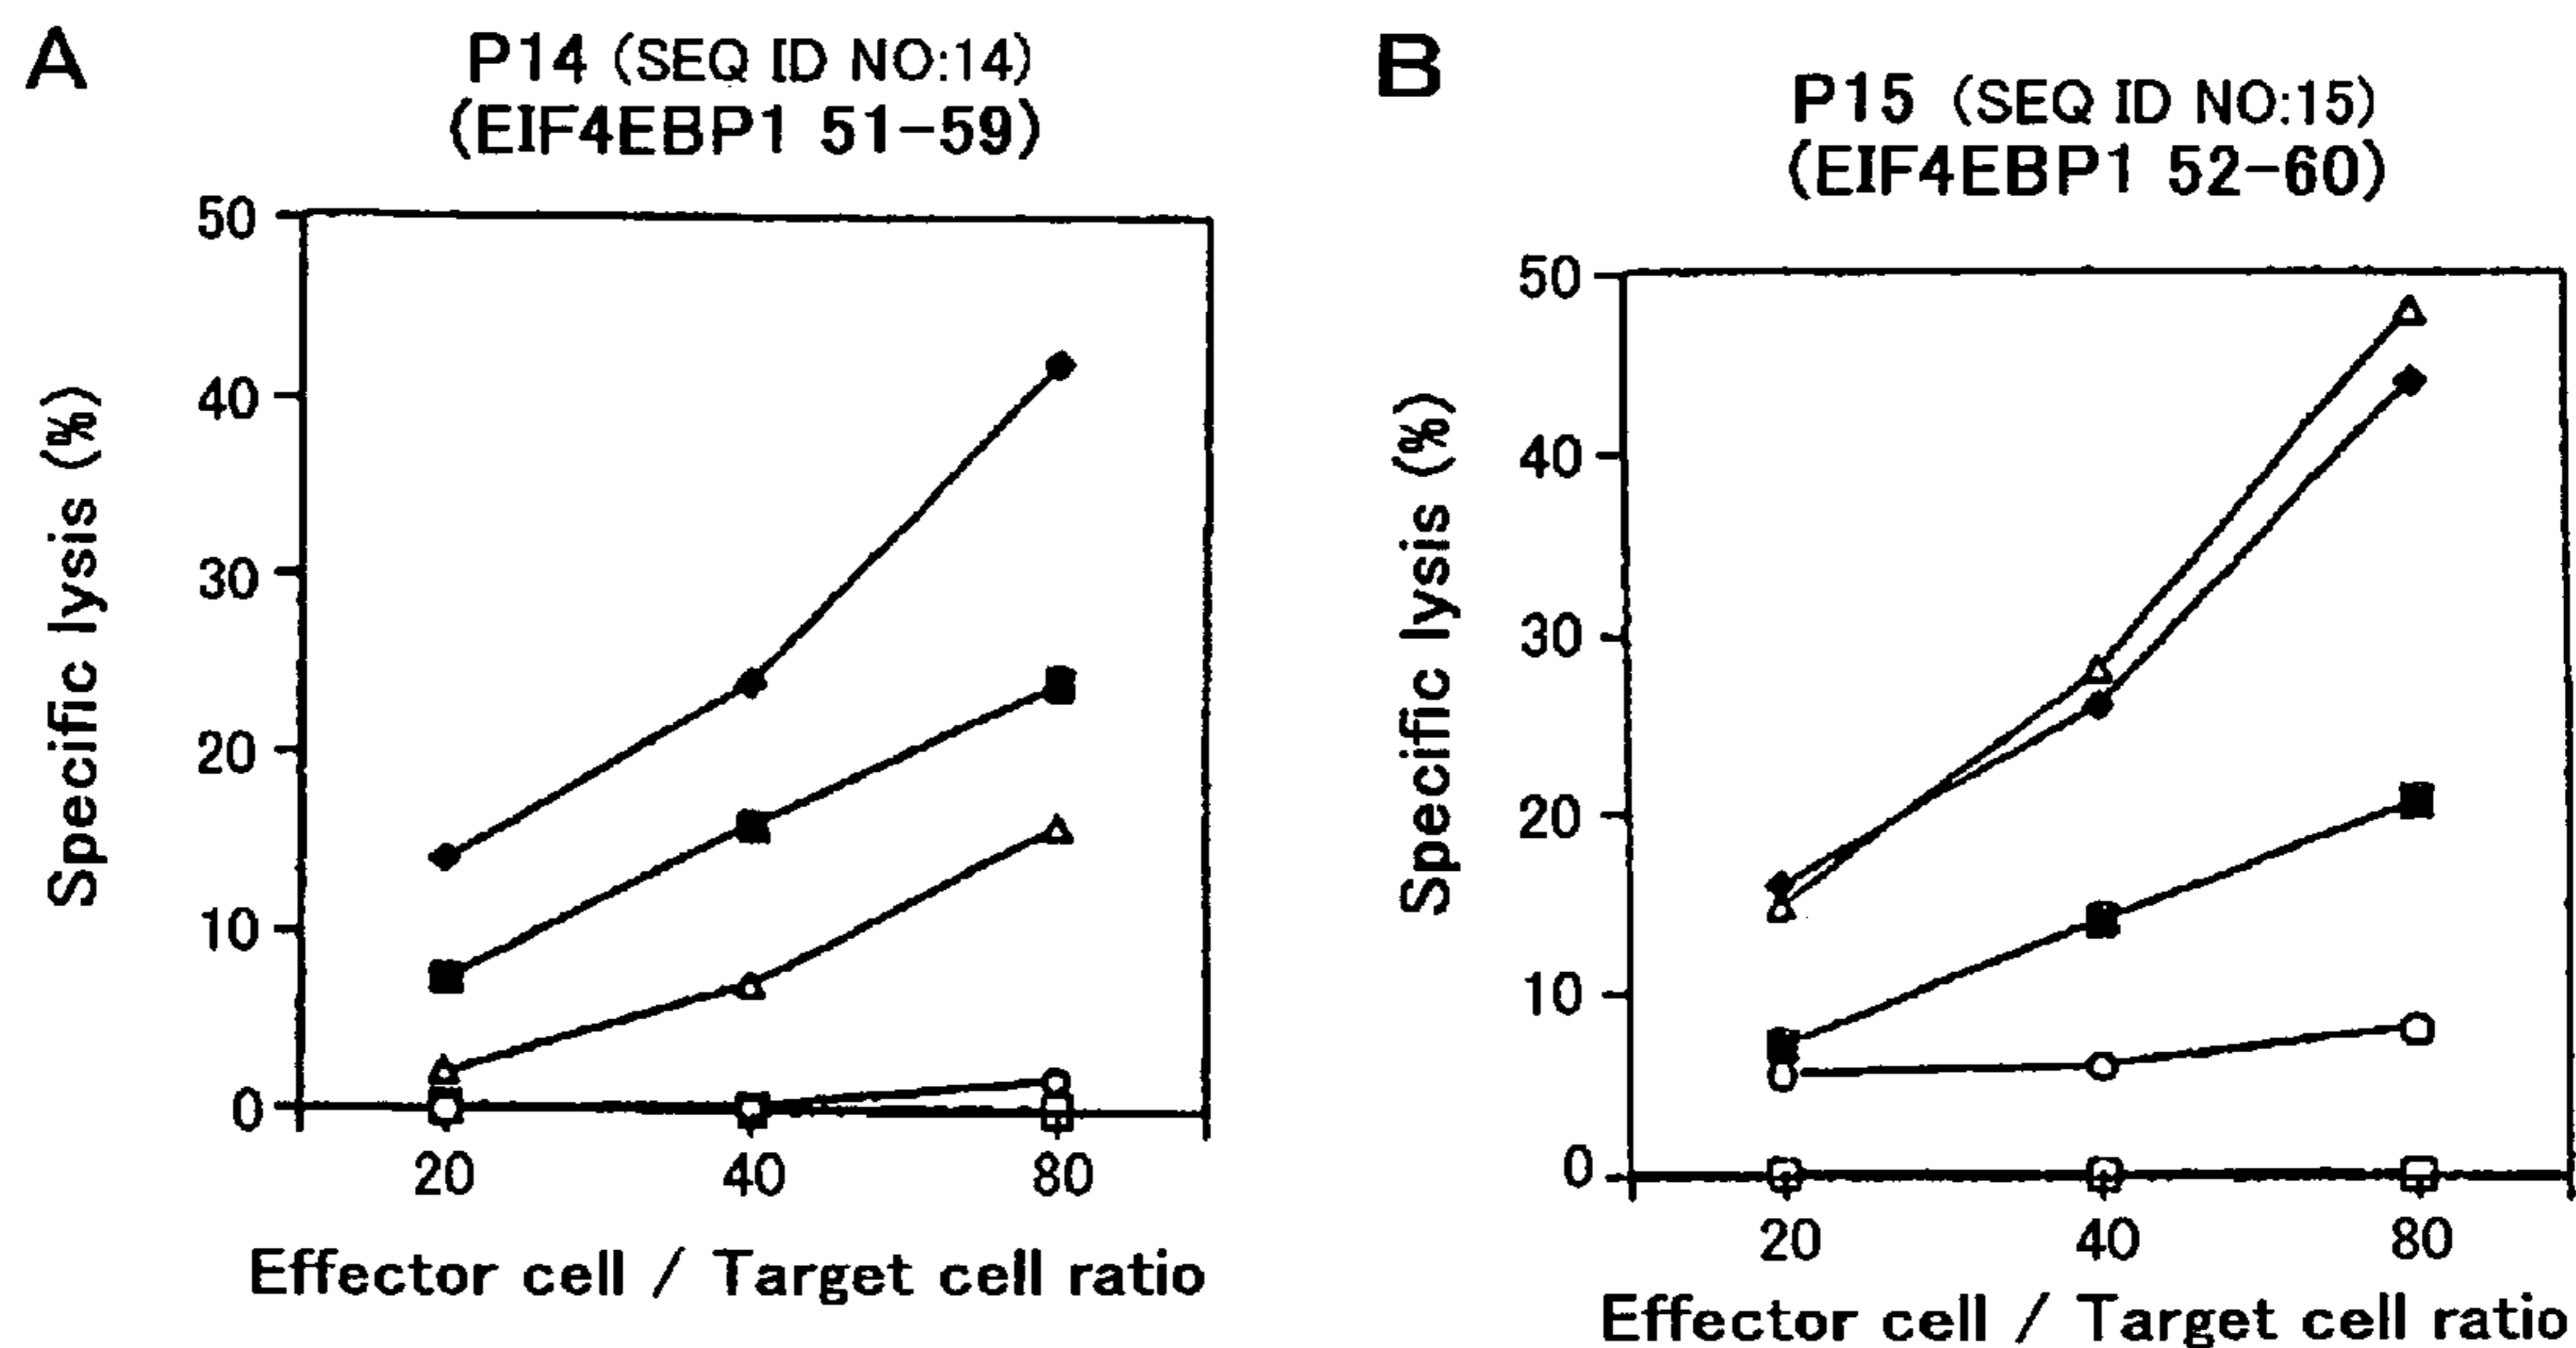 A
P14 (SEQ ID NO:14)
(EIF4EBP1 51-59)
50
40
30
20
10
0
Specific lysis (%)
20 40 80
Effector cell / Target cell ratio
B
P15 (SEQ ID NO:15)
(EIF4EBP1 52-60)
50
40
30
20
10
0
Specific lysis (%)
20 40 80
Effector cell / Target cell ratio